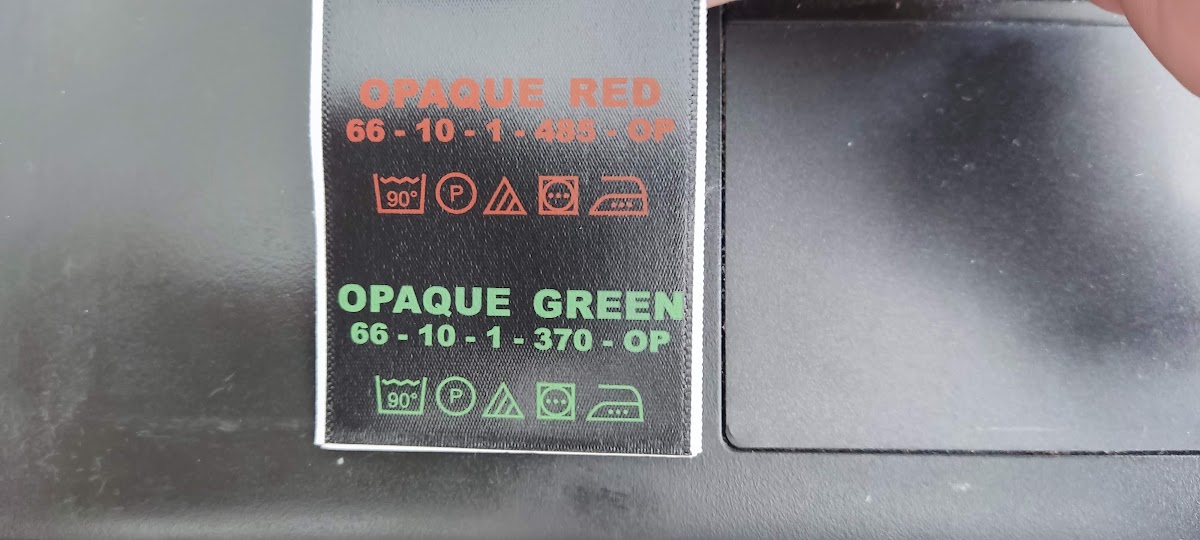 OPAQUE RED
66 - 10 - 1 - 485 - OP
90° P
OPAQUE GREEN
66 - 10 - 1 - 370 - OP
90° P